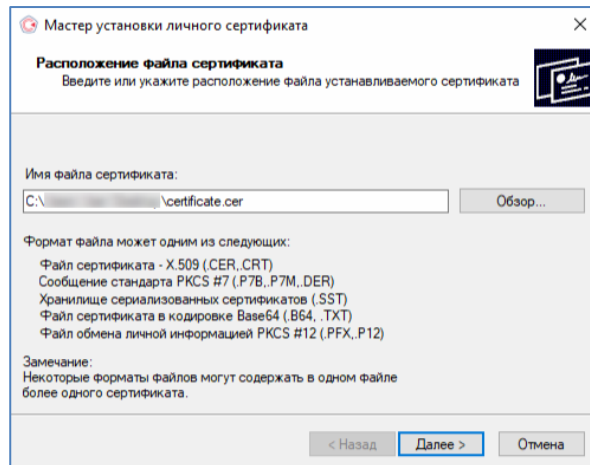 Мастер установки личного сертификата
Расположение файла сертификата
Введите или укажите расположение файла устанавливаемого сертификата
Имя файла сертификата:
C:\ \certificate.cer
Обзор...
Формат файла может одним из следующих:
Файл сертификата - X.509 (.CER,.CRT)
Сообщение стандарта PKCS #7 (.P7B,.P7M,.DER)
Хранилище сериализованных сертификатов (.SST)
Файл сертификата в кодировке Base64 (.B64, .TXT)
Файл обмена личной информацией PKCS #12 (.PFX,.P12)
Замечание:
Некоторые форматы файлов могут содержать в одном файле
более одного сертификата.
< Назад Далее > Отмена